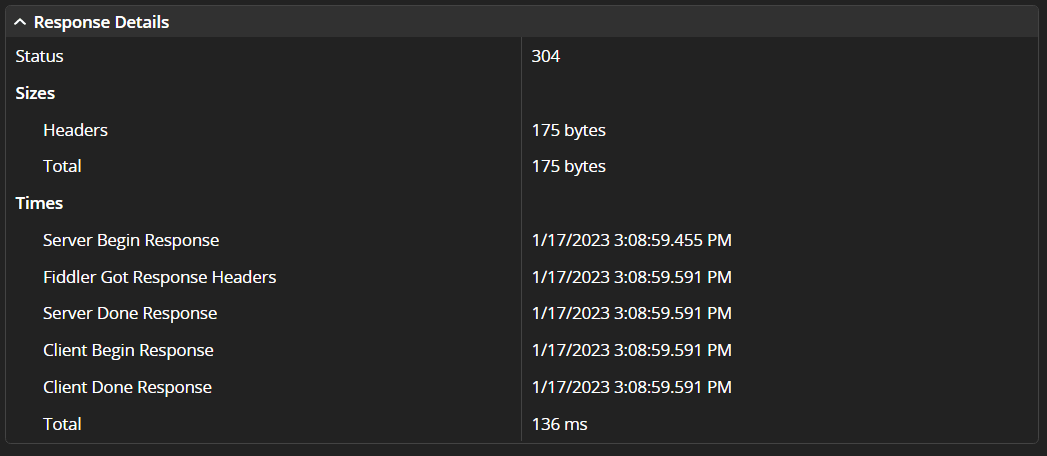 Response Details
Status 304
Sizes
Headers 175 bytes
Total 175 bytes
Times
Server Begin Response 1/17/2023 3:08:59.455 PM
Fiddler Got Response Headers 1/17/2023 3:08:59.591 PM
Server Done Response 1/17/2023 3:08:59.591 PM
Client Begin Response 1/17/2023 3:08:59.591 PM
Client Done Response 1/17/2023 3:08:59.591 PM
Total 136 ms